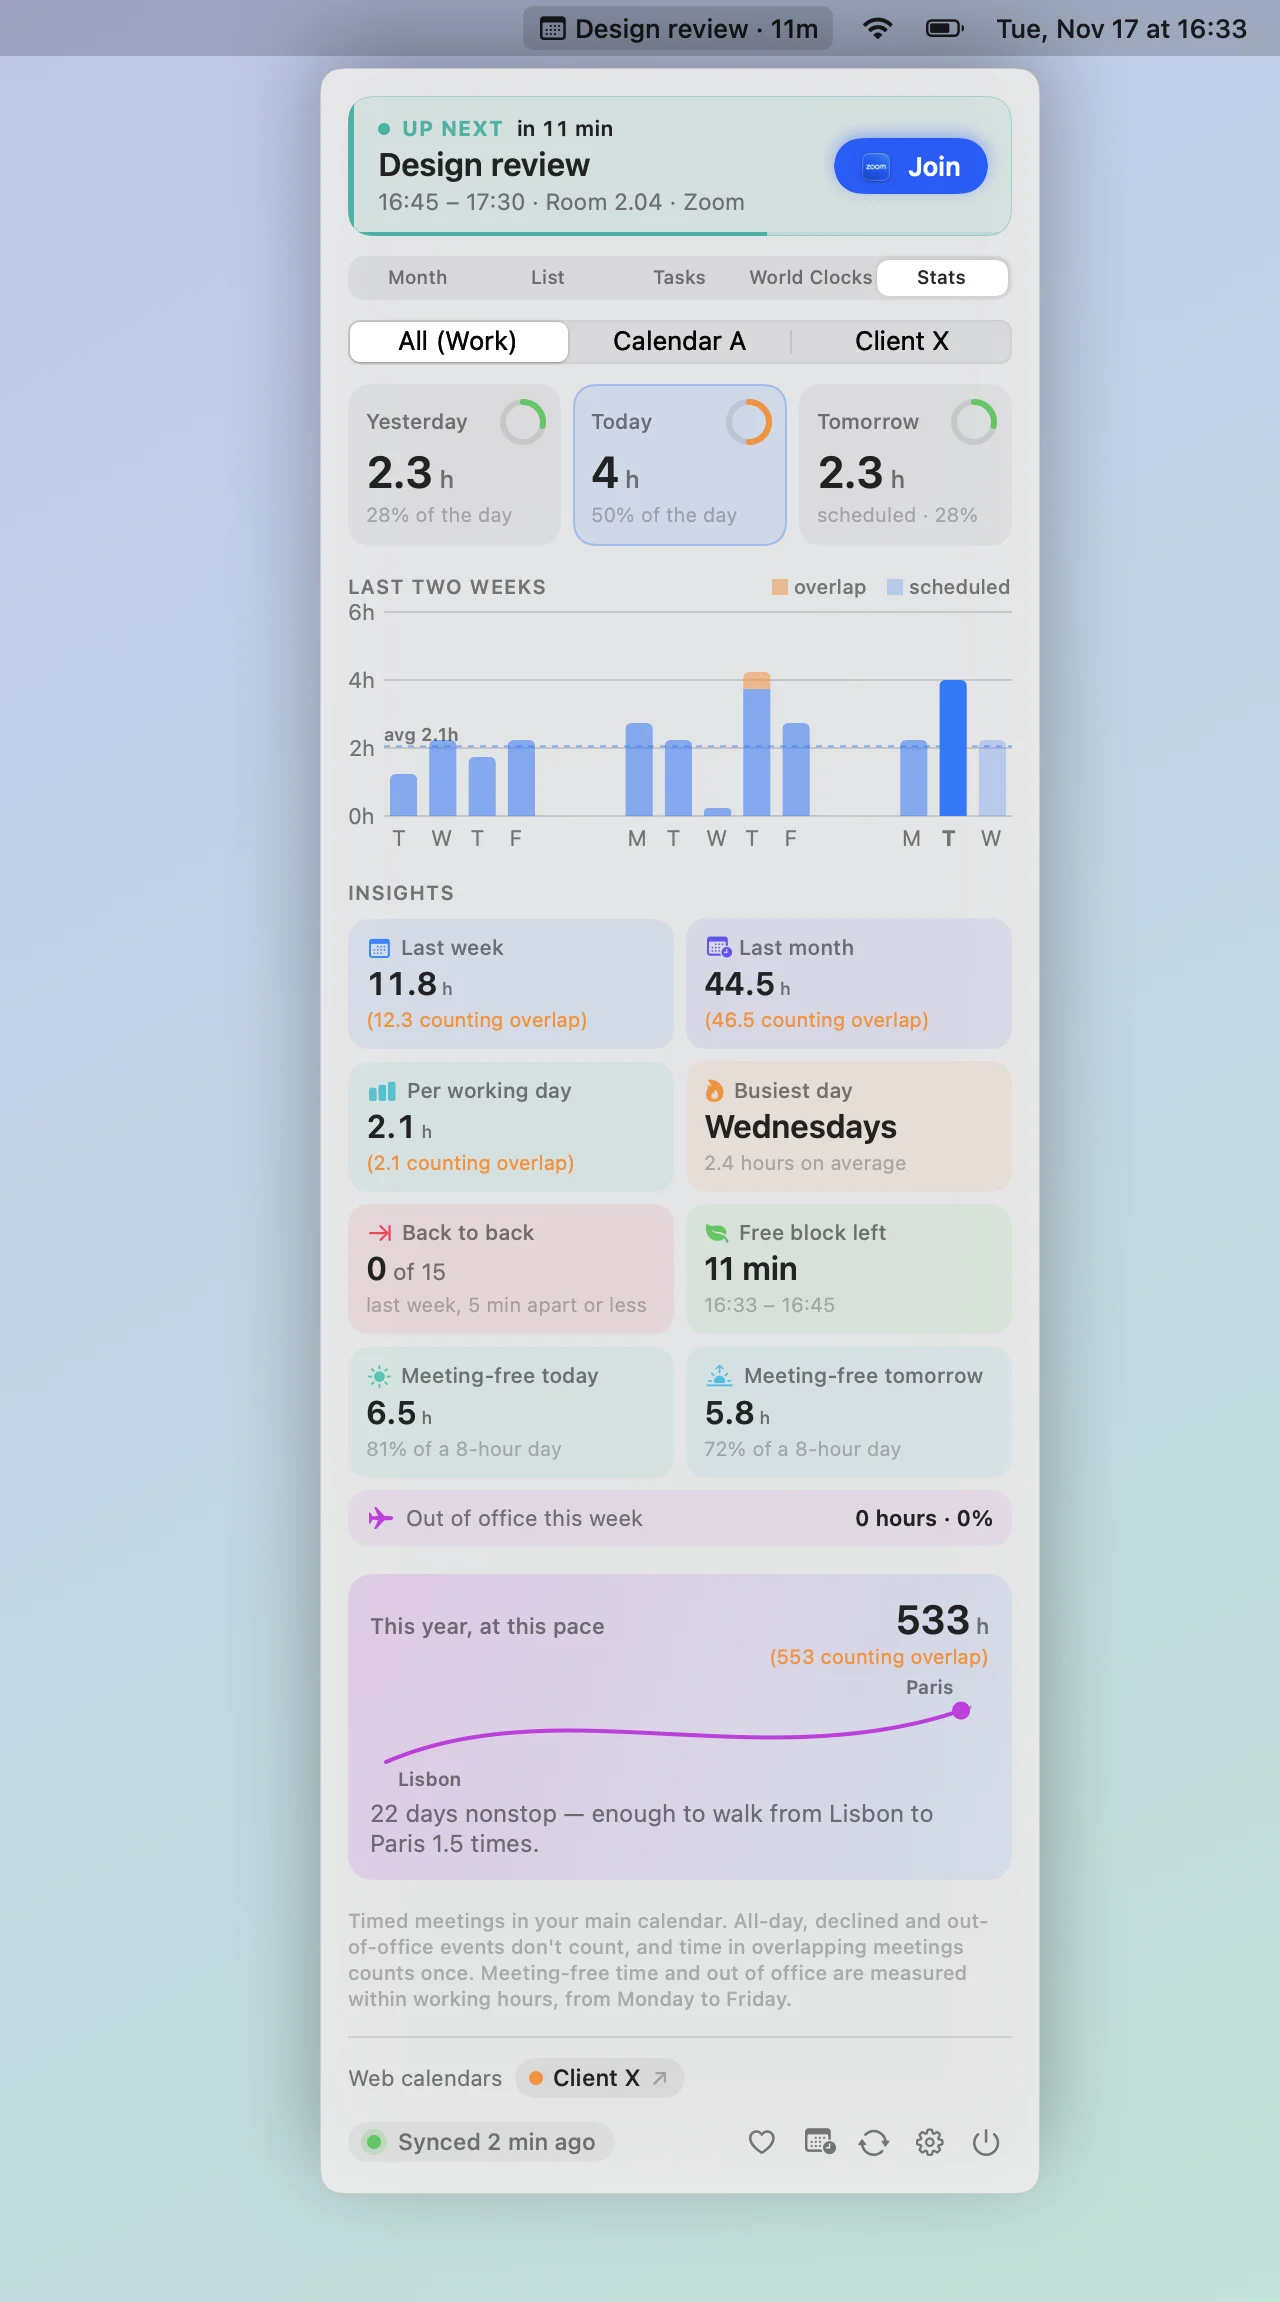 Design review · 11m
Tue, Nov 17 at 16:33
UP NEXT in 11 min
Design review
16:45 – 17:30 · Room 2.04 · Zoom
zoom Join
Month List Tasks World Clocks Stats
All (Work) Calendar A Client X
Yesterday
2.3 h
28% of the day
Today
4 h
50% of the day
Tomorrow
2.3 h
scheduled · 28%
LAST TWO WEEKS
overlap scheduled
6h
4h
avg 2.1h
2h
0h
T W T F M T W T F M T W
INSIGHTS
Last week
11.8 h
(12.3 counting overlap)
Last month
44.5 h
(46.5 counting overlap)
Per working day
2.1 h
(2.1 counting overlap)
Busiest day
Wednesdays
2.4 hours on average
Back to back
0 of 15
last week, 5 min apart or less
Free block left
11 min
16:33 – 16:45
Meeting-free today
6.5 h
81% of a 8-hour day
Meeting-free tomorrow
5.8 h
72% of a 8-hour day
Out of office this week
0 hours · 0%
This year, at this pace
533 h
(553 counting overlap)
Paris
Lisbon
22 days nonstop — enough to walk from Lisbon to
Paris 1.5 times.
Timed meetings in your main calendar. All-day, declined and out-
of-office events don't count, and time in overlapping meetings
counts once. Meeting-free time and out of office are measured
within working hours, from Monday to Friday.
Web calendars Client X
Synced 2 min ago